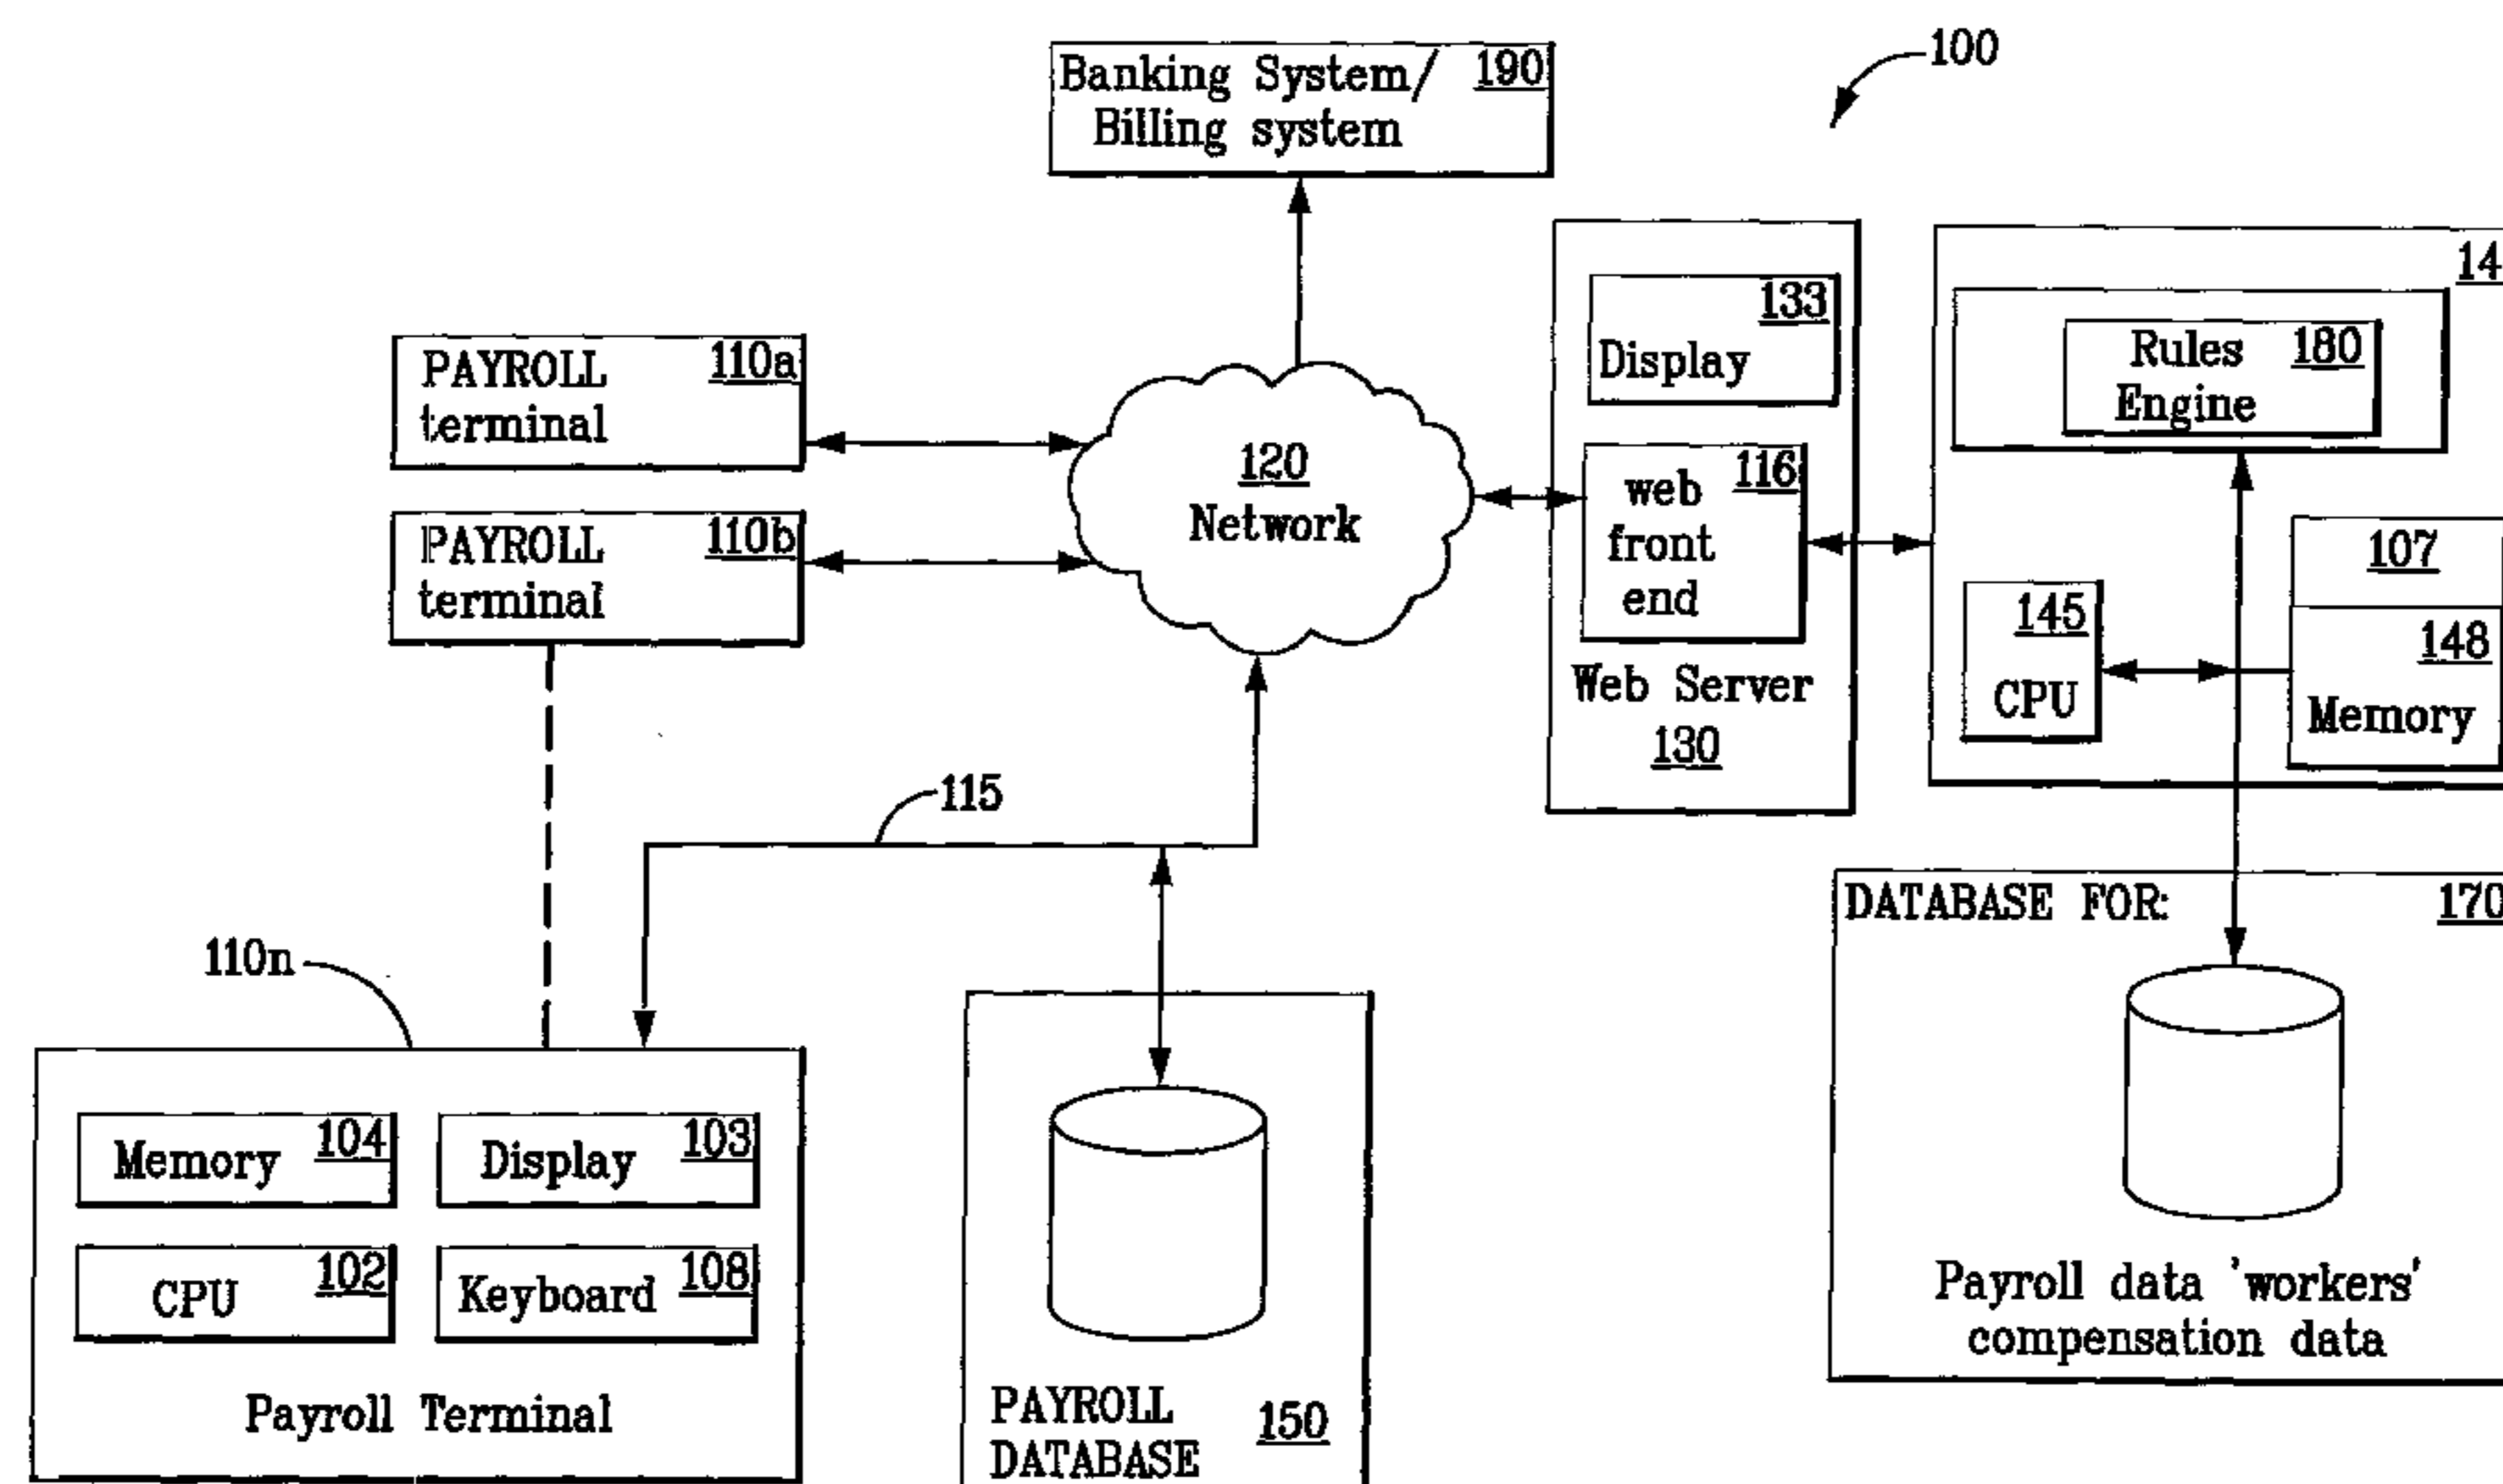 100
Banking System/ 190
Billing system
PAYROLL 110a
terminal
PAYROLL 110b
terminal
120
Network
133
Display
web 116
front
end
Web Server
130
14
Rules 180
Engine
107
145
CPU
148
Memory
115
110n
Memory 104
Display 103
CPU 102
Keyboard 108
Payroll Terminal
PAYROLL
DATABASE
150
DATABASE FOR: 170
Payroll data 'workers'
compensation data